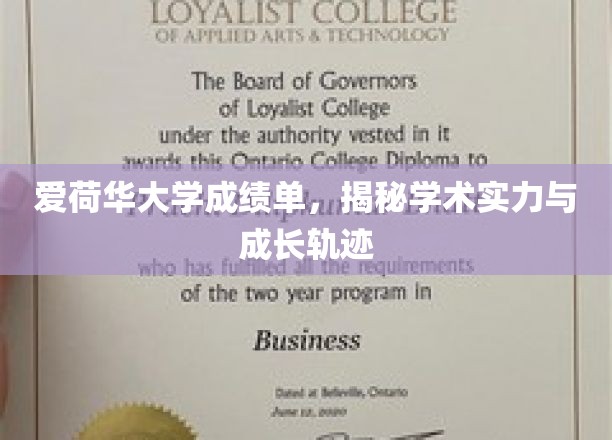 LOYALIST COLLEGE
OF APPLIED ARTS & TECHNOLOGY
The Board of Governors
of Loyalist College
under the authority vested in it
awards this Ontario College Diploma to
爱荷华大学成绩单，揭秘学术实力与
成长轨迹
who has fulfilled all the requirements
of the two year program in
Business
Dated at Belleville, Ontario
June 12, 2020